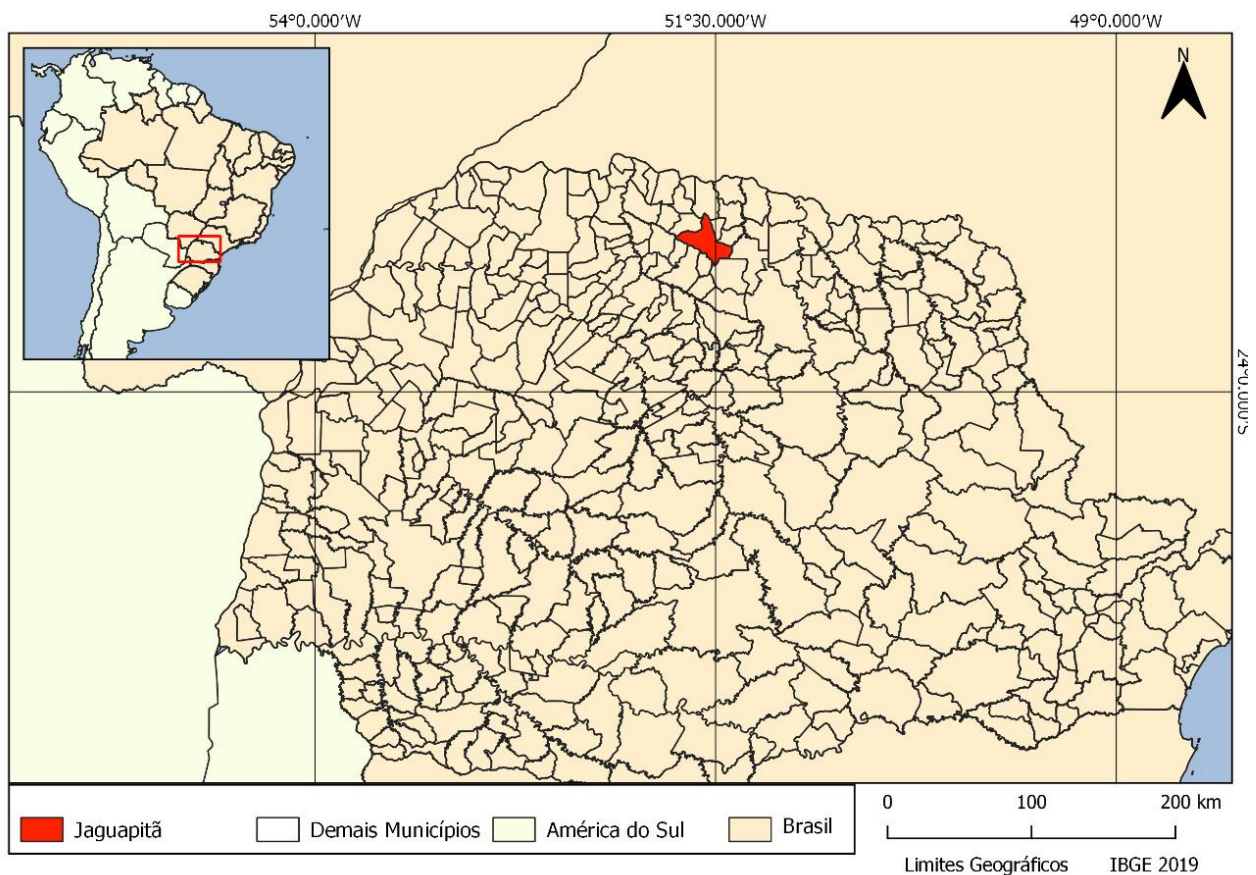 54°0.000′W 51°30.000′W 49°0.000′W
N
24°0.000′S
Jaguapitã Demais Municípios América do Sul Brasil
0 100 200 km
Limites Geográficos IBGE 2019